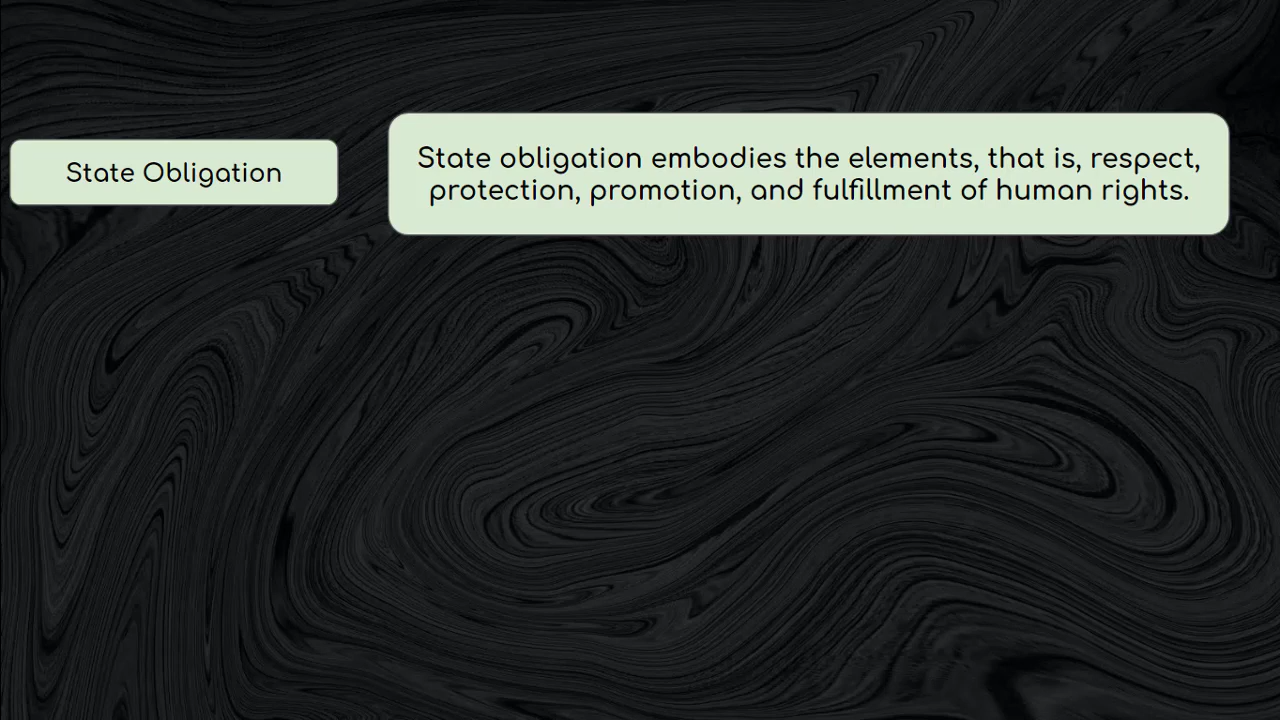 State Obligation
State obligation embodies the elements, that is, respect,
protection, promotion, and fulfillment of human rights.